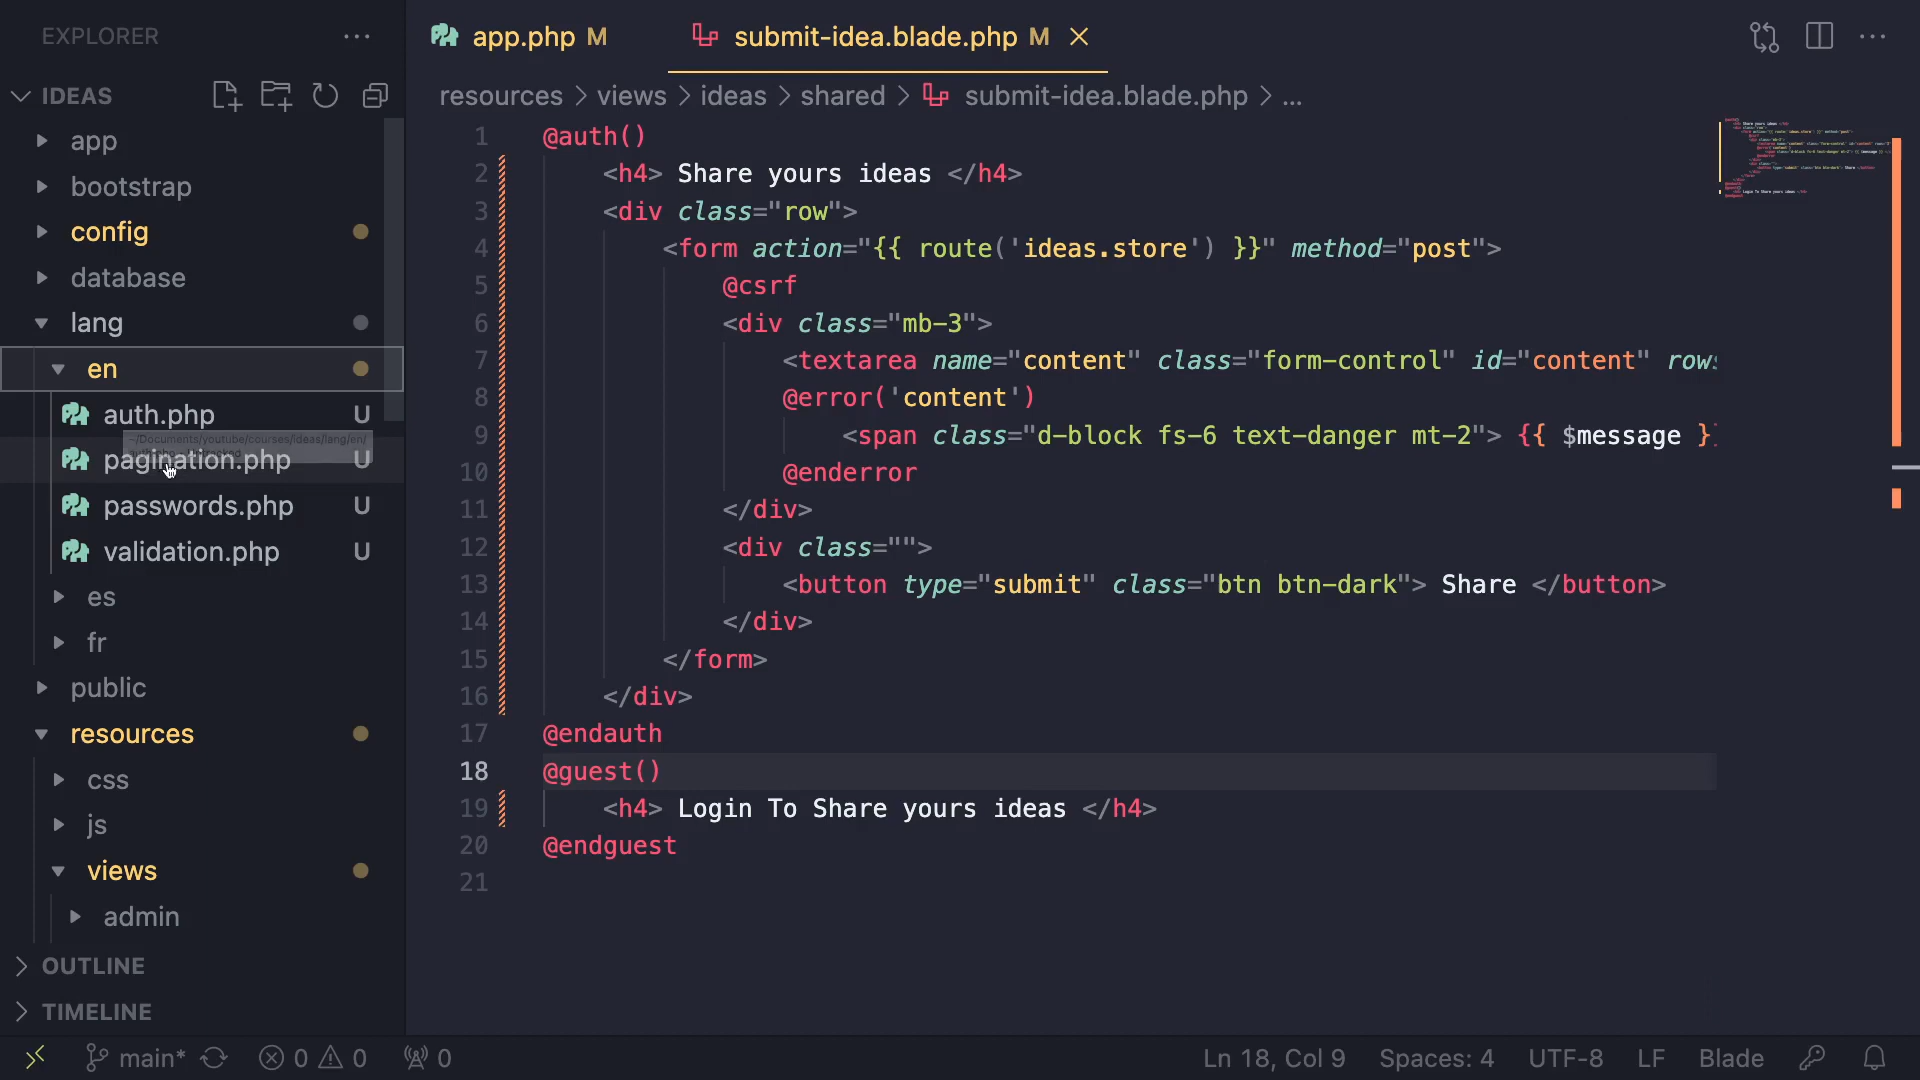 EXPLORER
IDEAS
app
bootstrap
config
database
lang
en
auth.php U
~/Documents/youtube/courses/ideas/lang/en/
pagination.php U
passwords.php U
validation.php U
es
fr
public
resources
css
js
views
admin
OUTLINE
TIMELINE
app.php M
submit-idea.blade.php M
resources > views > ideas > shared > submit-idea.blade.php > ...
1 @auth()
2 <h4> Share yours ideas </h4>
3 <div class="row">
4 <form action="{{ route('ideas.store') }}" method="post">
5 @csrf
6 <div class="mb-3">
7 <textarea name="content" class="form-control" id="content" rows
8 @error('content')
9 <span class="d-block fs-6 text-danger mt-2"> {{ $message }
10 @enderror
11 </div>
12 <div class="">
13 <button type="submit" class="btn btn-dark"> Share </button>
14 </div>
15 </form>
16 </div>
17 @endauth
18 @guest()
19 <h4> Login To Share yours ideas </h4>
20 @endguest
21
main* 0 0 0
Ln 18, Col 9 Spaces: 4 UTF-8 LF Blade